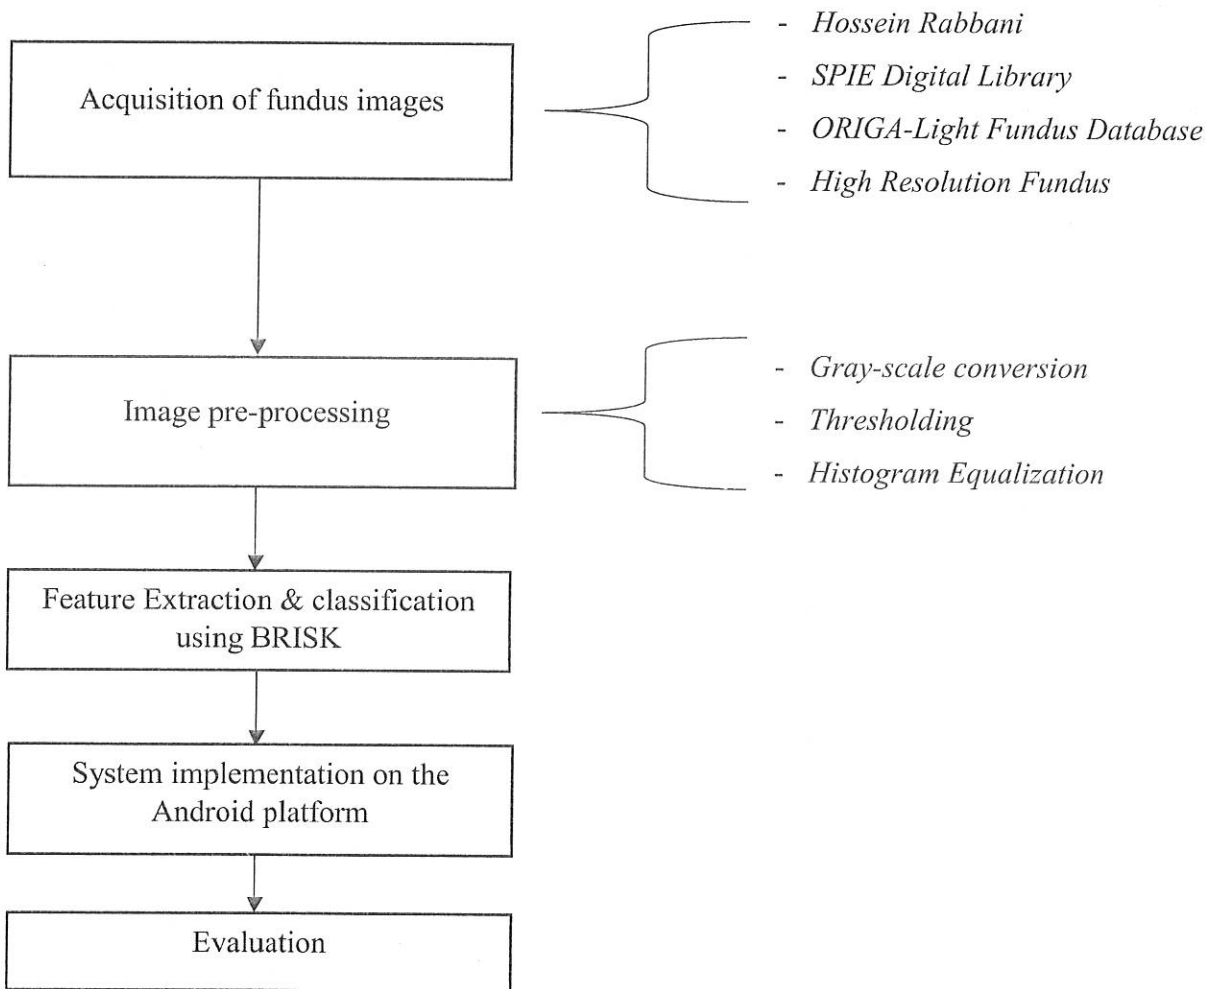 Acquisition of fundus images
- Hossein Rabbani
- SPIE Digital Library
- ORIGA-Light Fundus Database
- High Resolution Fundus
Image pre-processing
- Gray-scale conversion
- Thresholding
- Histogram Equalization
Feature Extraction & classification
using BRISK
System implementation on the
Android platform
Evaluation